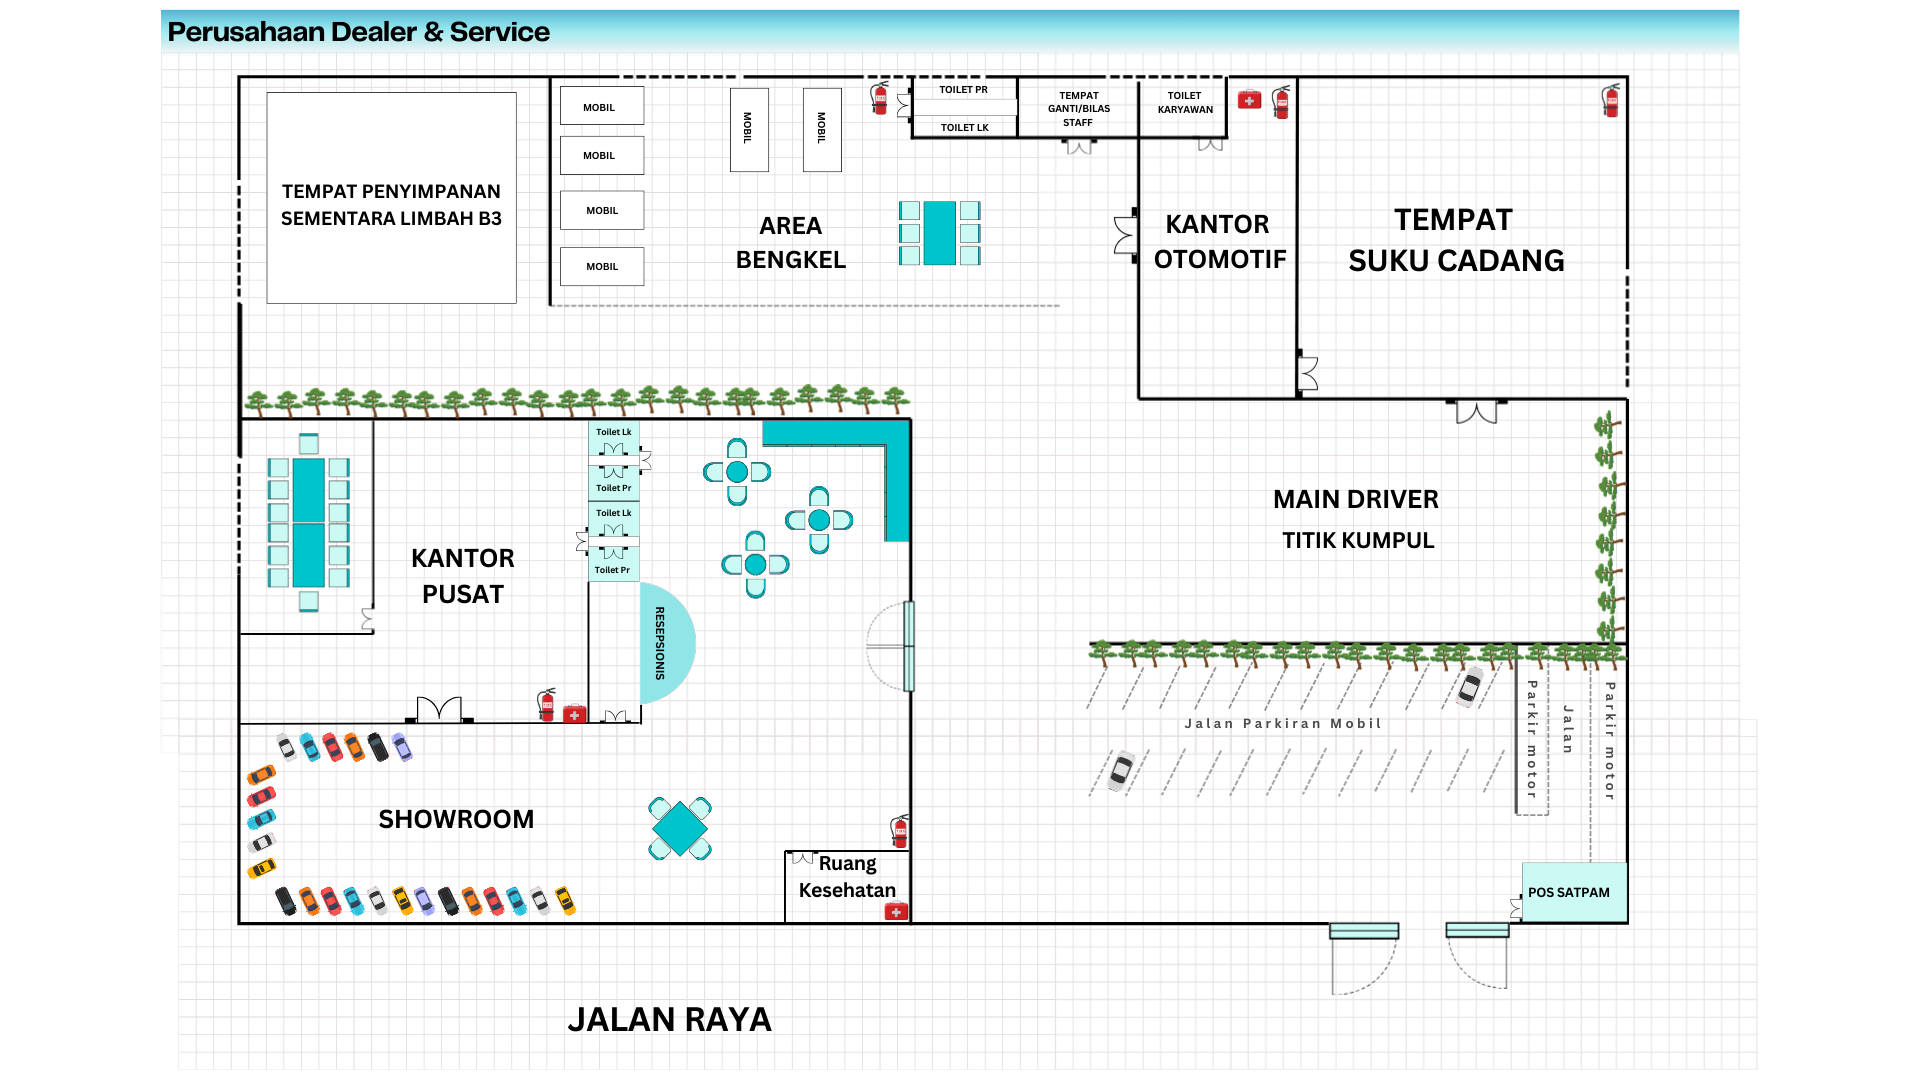 Perusahaan Dealer & Service
TEMPAT PENYIMPANAN
SEMENTARA LIMBAH B3
MOBIL
MOBIL
MOBIL
MOBIL
MOBIL
MOBIL
AREA
BENGKEL
TOILET PR
TOILET LK
TEMPAT
GANTI/BILAS
STAFF
TOILET
KARYAWAN
KANTOR
OTOMOTIF
TEMPAT
SUKU CADANG
Toilet Lk
Toilet Pr
Toilet Lk
Toilet Pr
KANTOR
PUSAT
RESEPSIONIS
MAIN DRIVER
TITIK KUMPUL
Jalan Parkiran Mobil
Parkir motor
Jalan
Parkir motor
SHOWROOM
Ruang
Kesehatan
POS SATPAM
JALAN RAYA